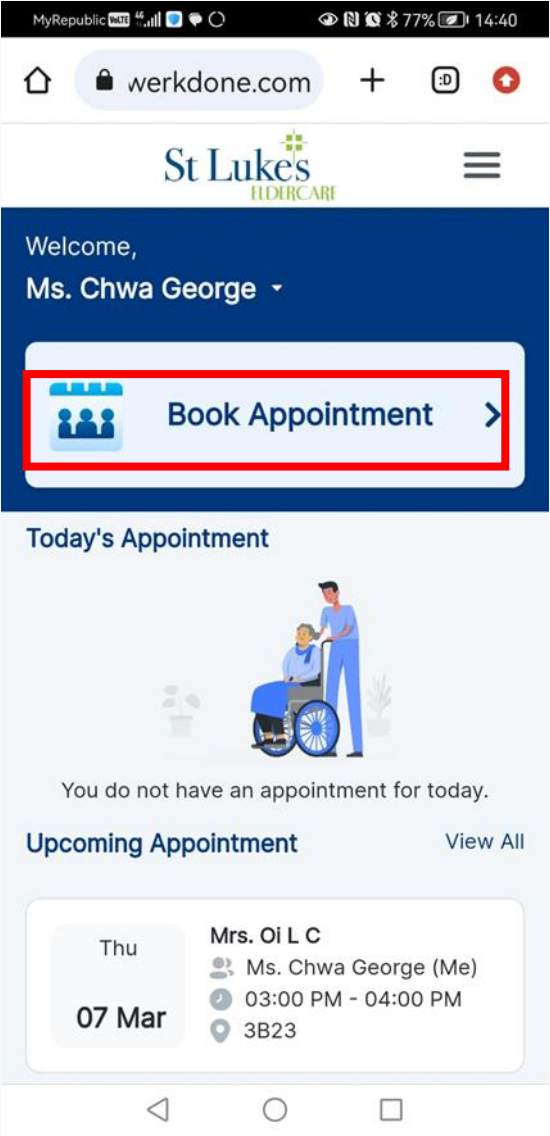 MyRepublic VoLTE 4G 77% 14:40
werkdone.com :D
St Luke's
ELDERCARE
Welcome,
Ms. Chwa George
Book Appointment
Today's Appointment
You do not have an appointment for today.
Upcoming Appointment View All
Thu
07 Mar
Mrs. Oi L C
Ms. Chwa George (Me)
03:00 PM - 04:00 PM
3B23